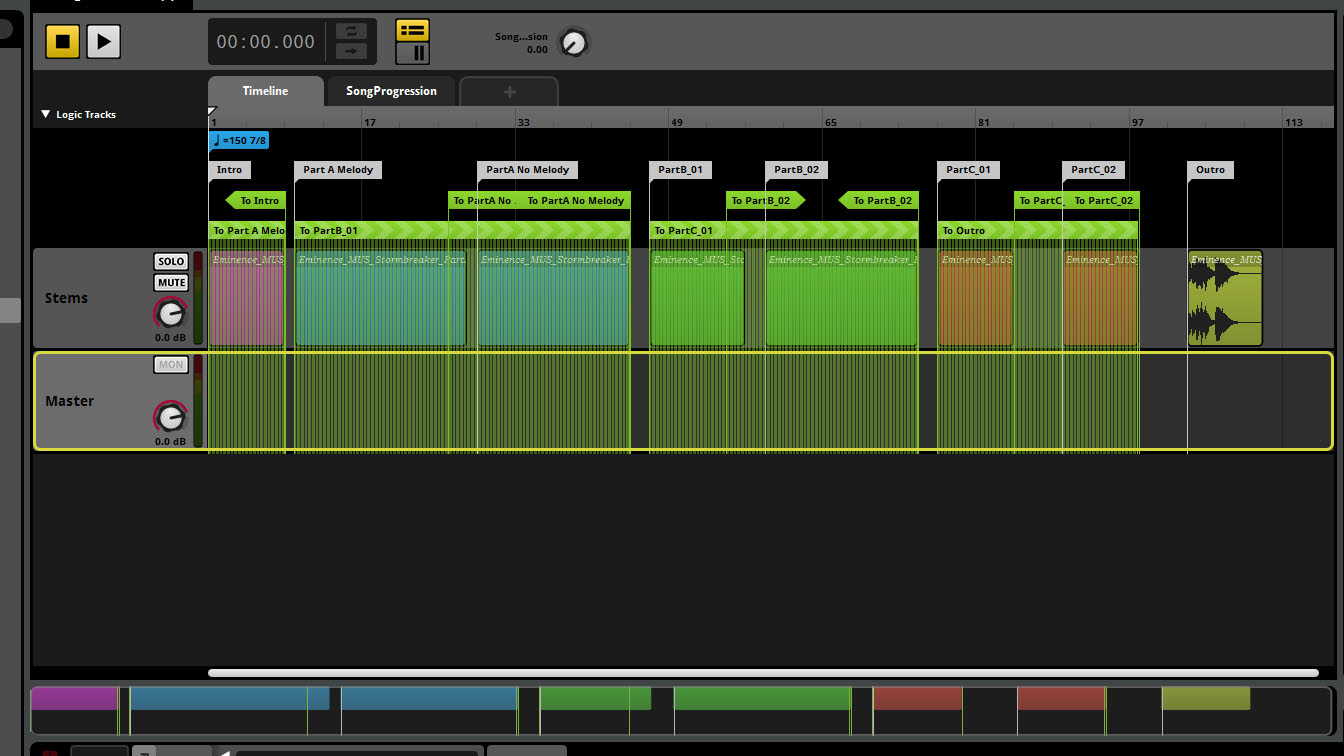 00:00.000
Song...sion
0.00
Timeline
SongProgression
+
Logic Tracks
1 17 33 49 65 81 97 113
=150 7/8
Intro Part A Melody PartA No Melody PartB_01 PartB_02 PartC_01 PartC_02 Outro
To Intro To PartA No . To PartA No Melody To PartB_02 To PartB_02 To PartC_ To PartC_02
To Part A Melo To PartB_01 To PartC_01 To Outro
Eminence_MUS Eminence_MUS_Stormbreaker_Part Eminence_MUS_Stormbreaker_ Eminence_MUS_Sto Eminence_MUS_Stormbreaker_ Eminence_MUS Eminence_MUS Eminence_MUS
SOLO
MUTE
Stems
0.0 dB
MON
Master
0.0 dB